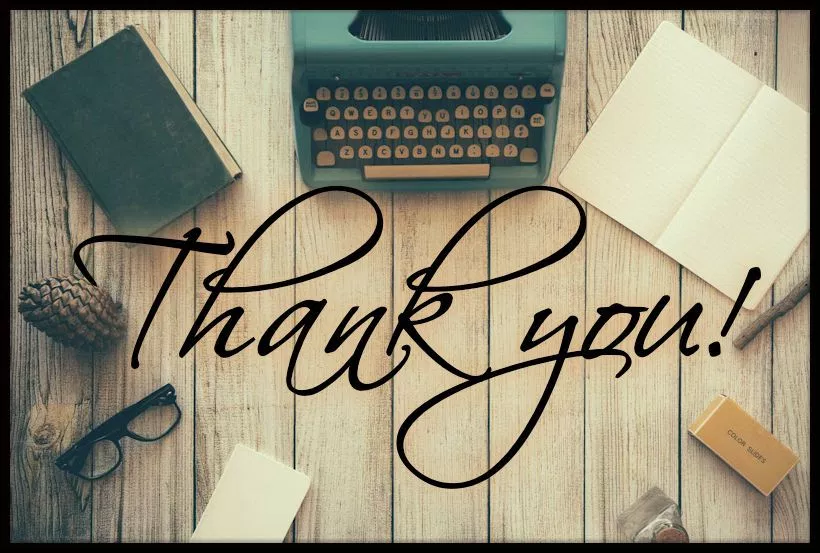 Q W E R T Y U I O P
A S D F G H J K L
Z X C V B N M
Thank you!
COLOR SLIDES